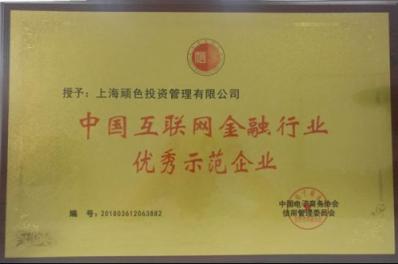 信
授予：上海顽色投资管理有限公司
中国互联网金融行业
优秀示范企业
编 号：201803612063882
中国电子商务协会
信用管理委员会